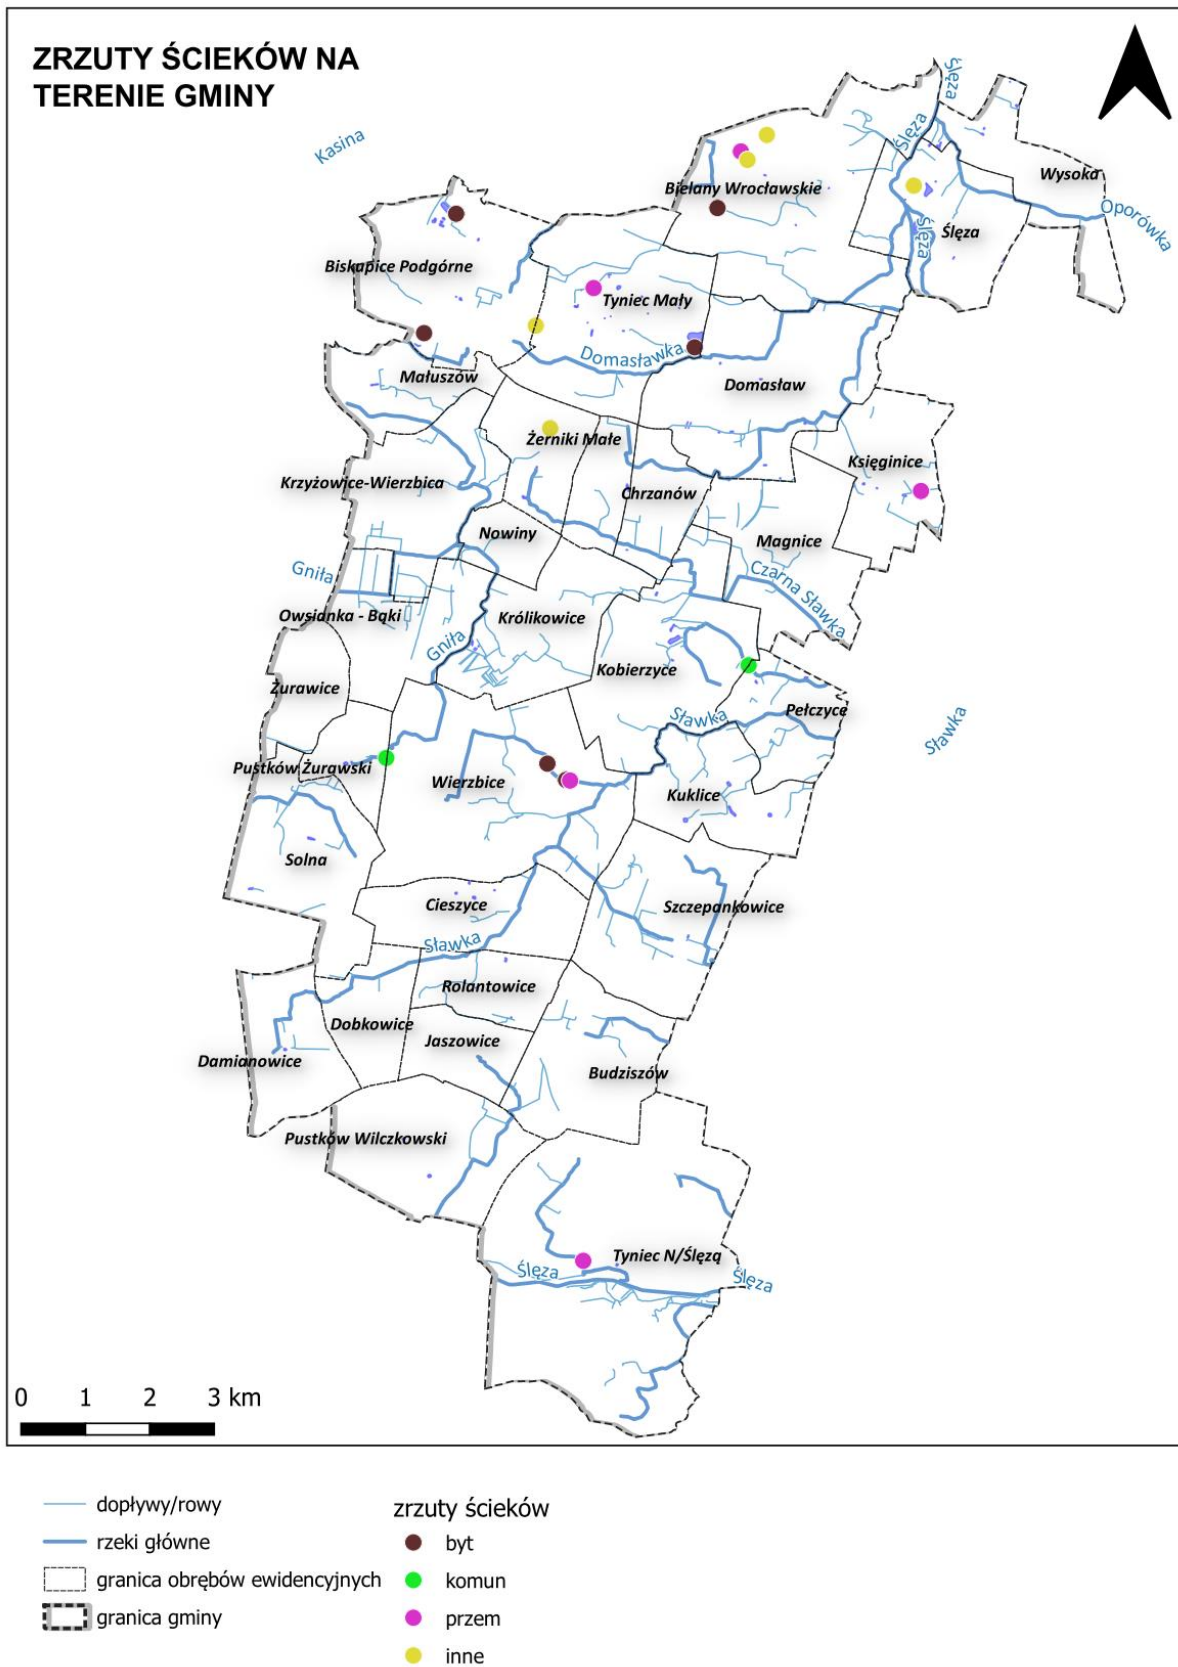 ZRZUTY ŚCIEKÓW NA
TERENIE GMINY
Kasina
Ślęza
Ślęza
Wysoka
Bielany Wrocławskie
Oporówka
Ślęza
Ślęza
Biskupice Podgórne
Tyniec Mały
Domasławka
Małuszów
Domasław
Żerniki Małe
Księginice
Krzyżowice-Wierzbica
Chrzanów
Nowiny
Magnice
Gniła
Czarna Sławka
Owsianka - Bąki
Królikowice
Gniła
Kobierzyce
Żurawice
Pełczyce
Sławka
Sławka
Pustków Żurawski
Wierzbice
Kuklice
Solna
Cieszyce
Szczepankowice
Sławka
Rolantowice
Dobkowice
Jaszowice
Damianowice
Budziszów
Pustków Wilczkowski
Tyniec N/Ślęzą
Ślęza
Ślęza
0 1 2 3 km
dopływy/rowy
rzeki główne
granica obrębów ewidencyjnych
granica gminy
zrzuty ścieków
byt
komun
przem
inne